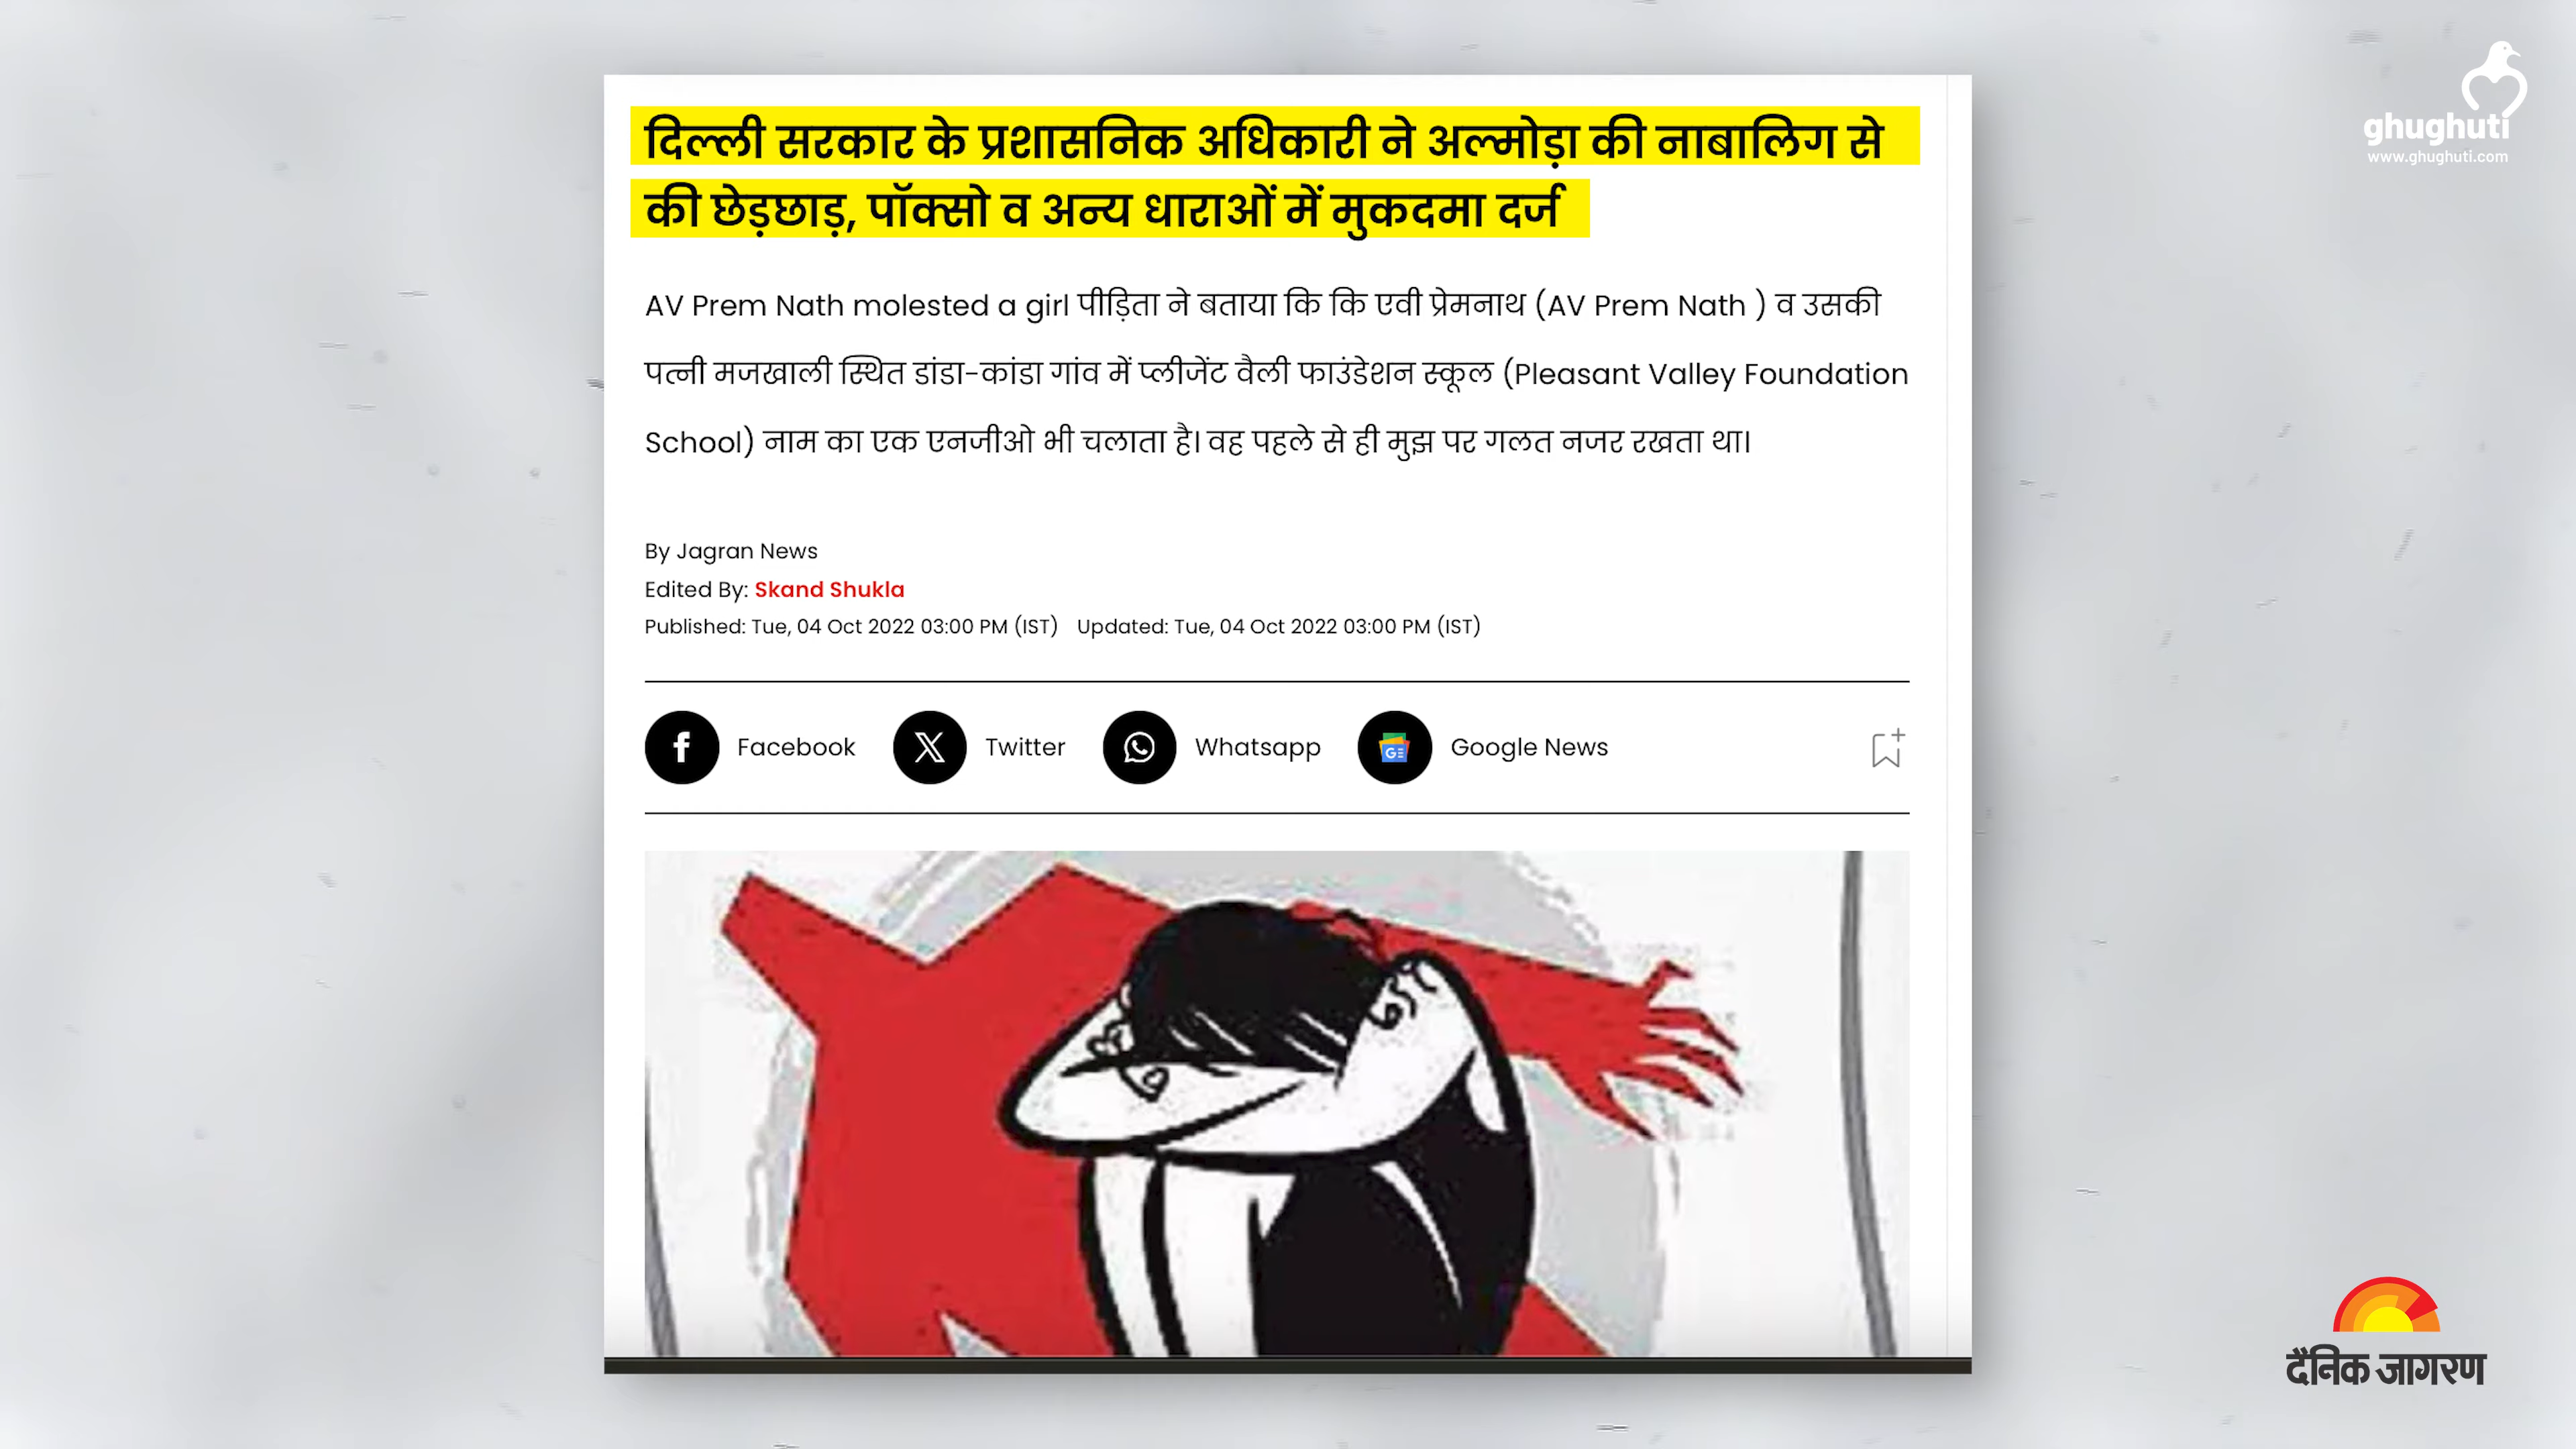 ghughuti
www.ghughuti.com
दिल्ली सरकार के प्रशासनिक अधिकारी ने अल्मोड़ा की नाबालिग से
की छेड़छाड़, पॉक्सो व अन्य धाराओं में मुकदमा दर्ज
AV Prem Nath molested a girl पीड़िता ने बताया कि कि एवी प्रेमनाथ (AV Prem Nath ) व उसकी
पत्नी मजखाली स्थित डांडा-कांडा गांव में प्लीजेंट वैली फाउंडेशन स्कूल (Pleasant Valley Foundation
School) नाम का एक एनजीओ भी चलाता है। वह पहले से ही मुझ पर गलत नजर रखता था।
By Jagran News
Edited By: Skand Shukla
Published: Tue, 04 Oct 2022 03:00 PM (IST) Updated: Tue, 04 Oct 2022 03:00 PM (IST)
Facebook Twitter Whatsapp Google News
दैनिक जागरण